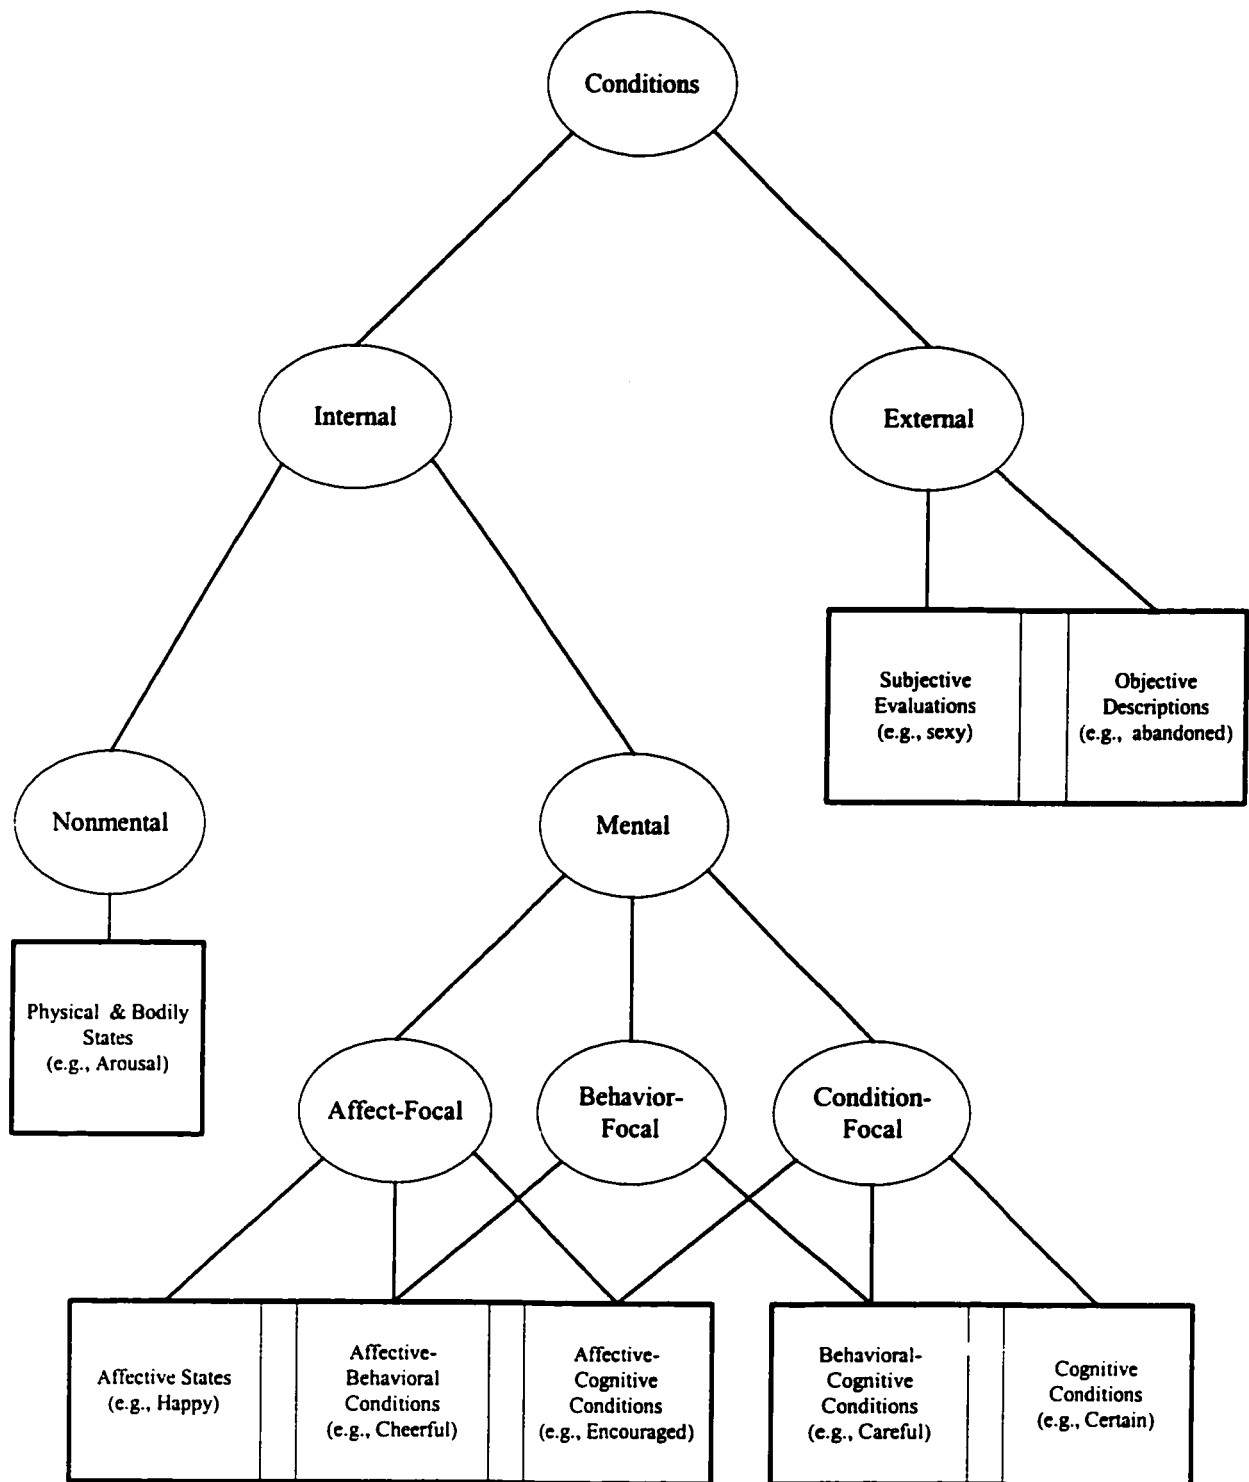 Conditions
Internal
External
Subjective
Evaluations
(e.g., sexy)
Objective
Descriptions
(e.g., abandoned)
Nonmental
Mental
Physical & Bodily
States
(e.g., Arousal)
Affect-Focal
Behavior-
Focal
Condition-
Focal
Affective States
(e.g., Happy)
Affective-
Behavioral
Conditions
(e.g., Cheerful)
Affective-
Cognitive
Conditions
(e.g., Encouraged)
Behavioral-
Cognitive
Conditions
(e.g., Careful)
Cognitive
Conditions
(e.g., Certain)